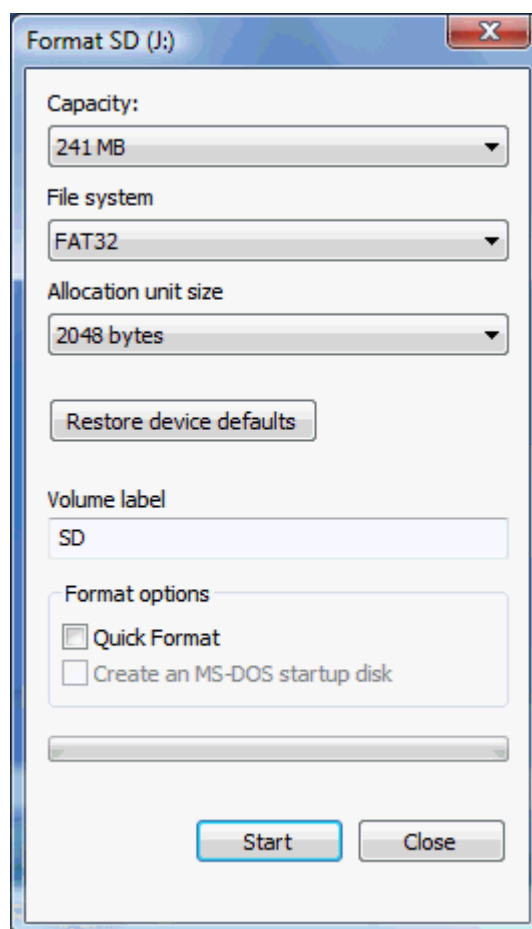 Format SD (J:)
X
Capacity:
241 MB
File system
FAT32
Allocation unit size
2048 bytes
Restore device defaults
Volume label
SD
Format options
Quick Format
Create an MS-DOS startup disk
Start Close